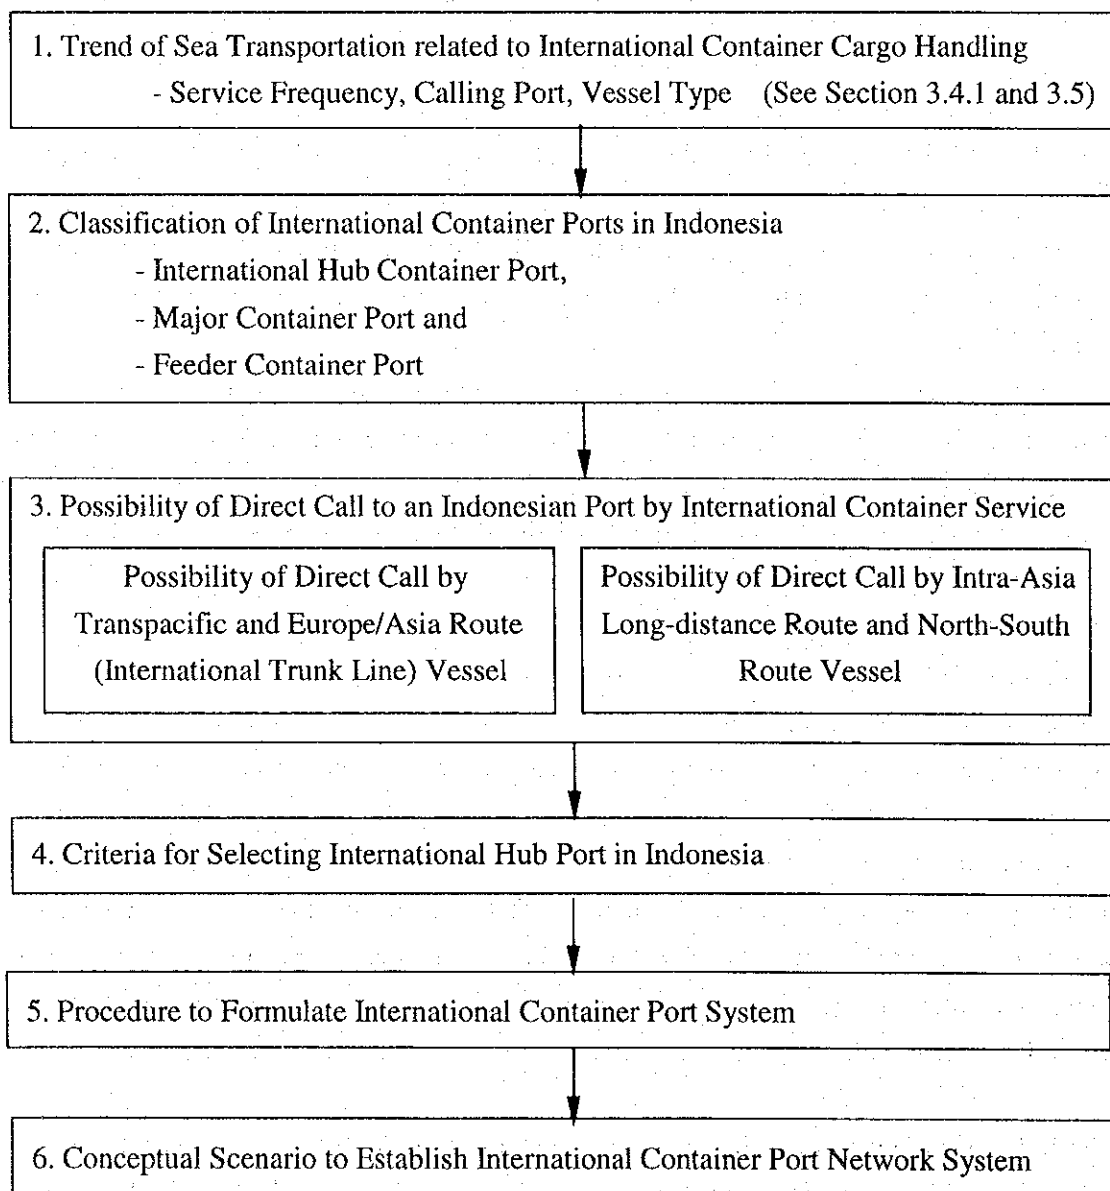 1. Trend of Sea Transportation related to International Container Cargo Handling
- Service Frequency, Calling Port, Vessel Type (See Section 3.4.1 and 3.5)
2. Classification of International Container Ports in Indonesia
- International Hub Container Port,
- Major Container Port and
- Feeder Container Port
3. Possibility of Direct Call to an Indonesian Port by International Container Service
Possibility of Direct Call by
Transpacific and Europe/Asia Route
(International Trunk Line) Vessel
Possibility of Direct Call by Intra-Asia
Long-distance Route and North-South
Route Vessel
4. Criteria for Selecting International Hub Port in Indonesia
5. Procedure to Formulate International Container Port System
6. Conceptual Scenario to Establish International Container Port Network System